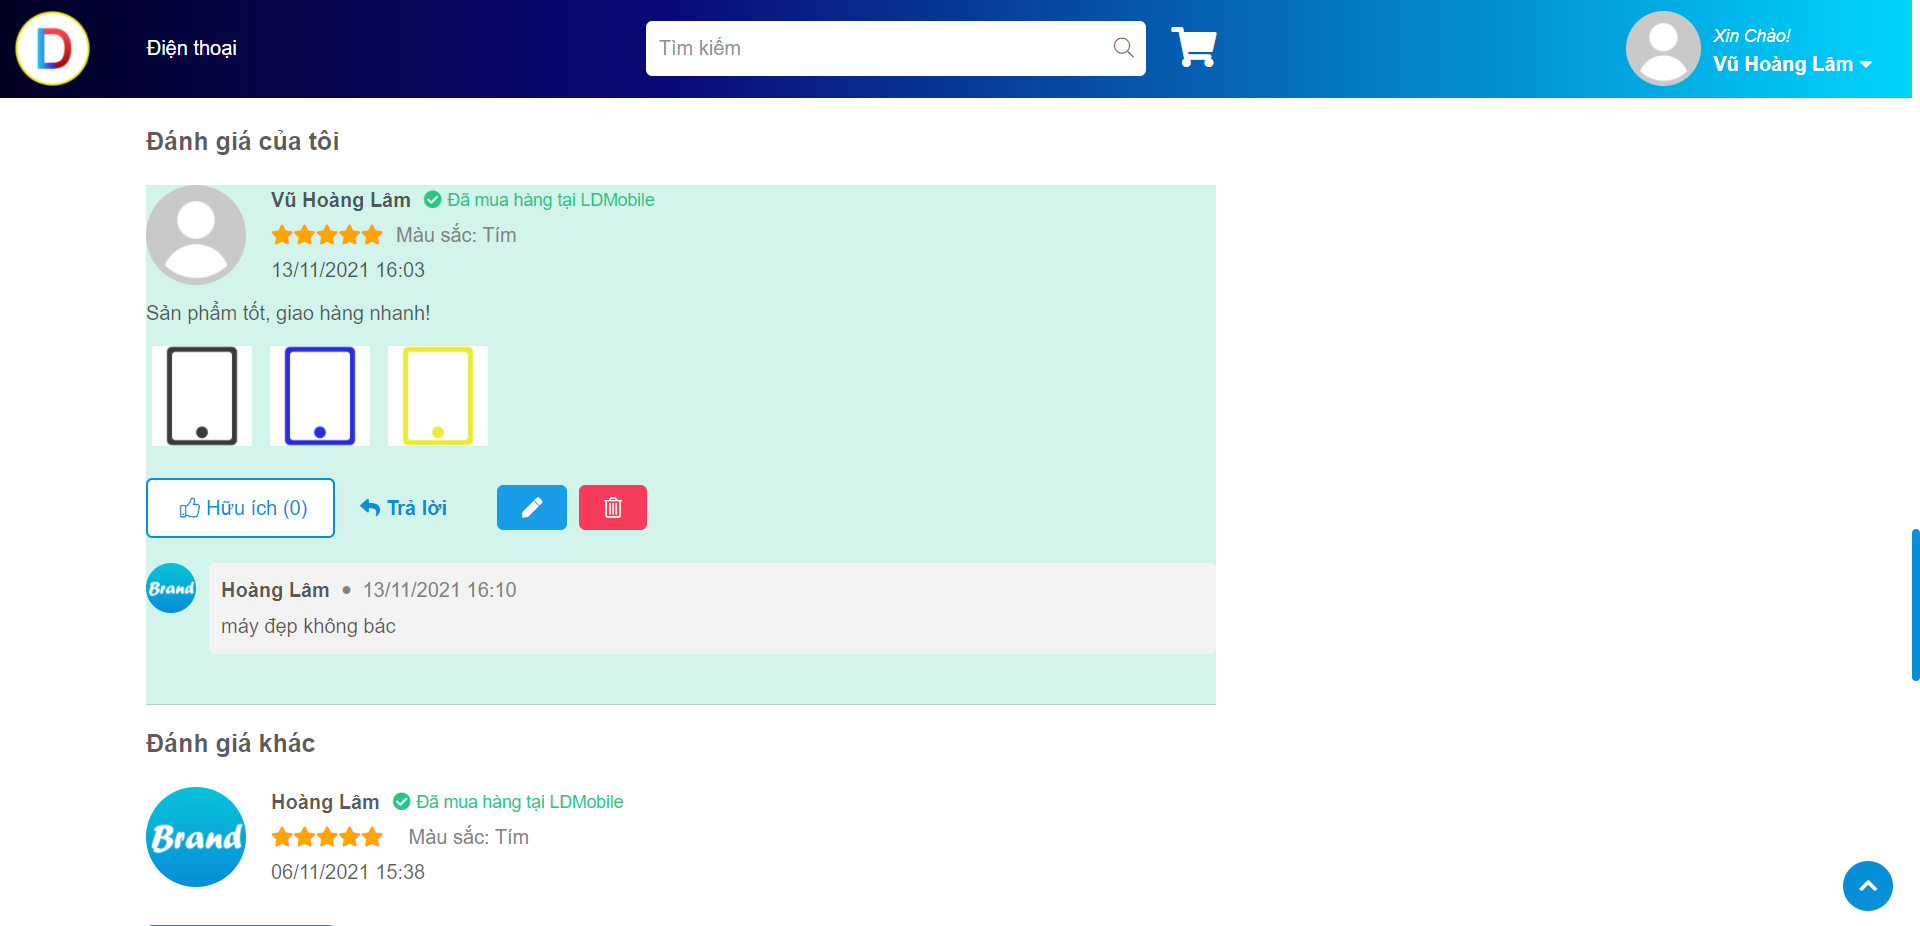 D
Điện thoại
Tìm kiếm
Xin Chào!
Vũ Hoàng Lâm
Đánh giá của tôi
Vũ Hoàng Lâm Đã mua hàng tại LDMobile
Màu sắc: Tím
13/11/2021 16:03
Sản phẩm tốt, giao hàng nhanh!
Hữu ích (0) Trả lời
Brand
Hoàng Lâm • 13/11/2021 16:10
máy đẹp không bác
Đánh giá khác
Brand
Hoàng Lâm Đã mua hàng tại LDMobile
Màu sắc: Tím
06/11/2021 15:38